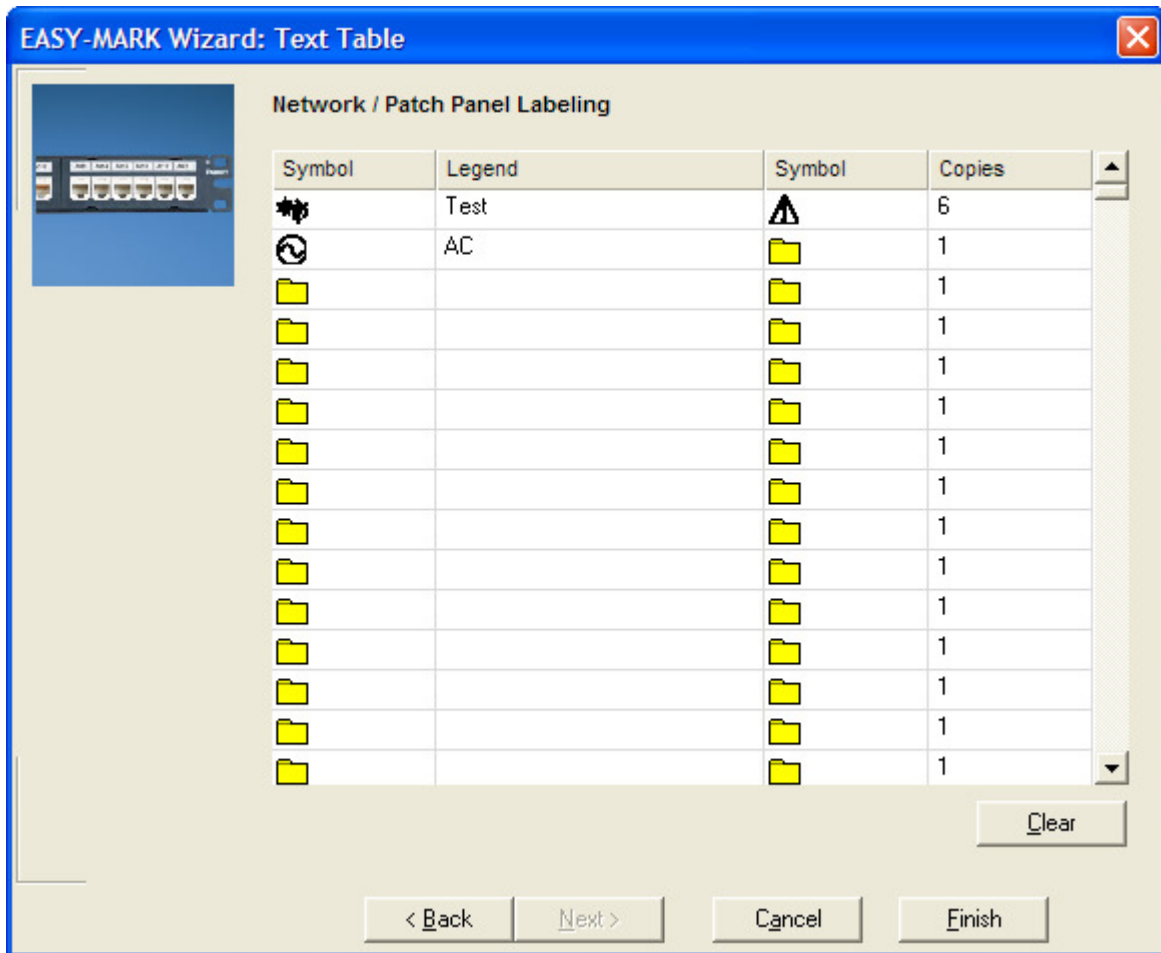 EASY-MARK Wizard: Text Table
Network / Patch Panel Labeling
Symbol Legend Symbol Copies
Test 6
AC 1
1
1
1
1
1
1
1
1
1
1
1
1
1
Clear
< Back Next > Cancel Finish